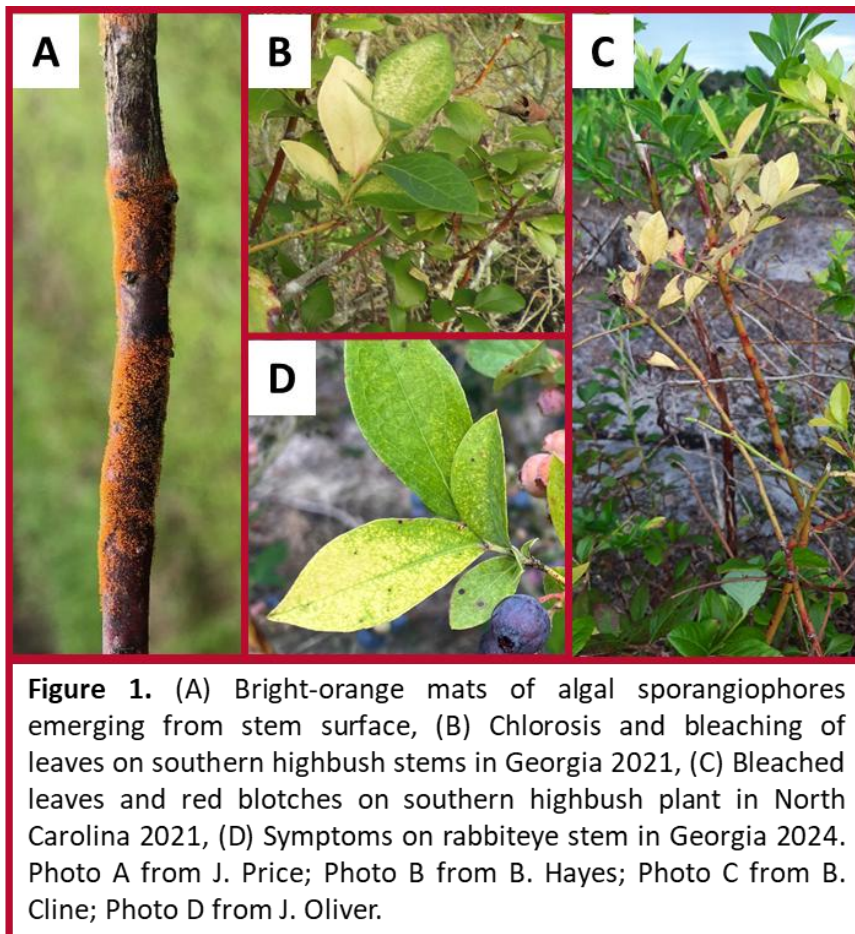 A
B
C
D
Figure 1. (A) Bright-orange mats of algal sporangiophores
emerging from stem surface, (B) Chlorosis and bleaching of
leaves on southern highbush stems in Georgia 2021, (C) Bleached
leaves and red blotches on southern highbush plant in North
Carolina 2021, (D) Symptoms on rabbiteye stem in Georgia 2024.
Photo A from J. Price; Photo B from B. Hayes; Photo C from B.
Cline; Photo D from J. Oliver.